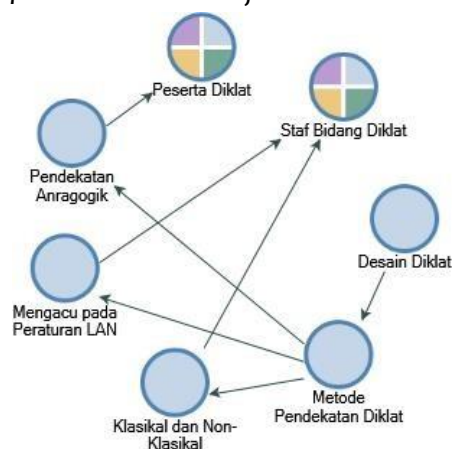 Peserta Diklat
Staf Bidang Diklat
Pendekatan
Anragogik
Desain Diklat
Mengacu pada
Peraturan LAN
Metode
Pendekatan Diklat
Klasikal dan Non-
Klasikal